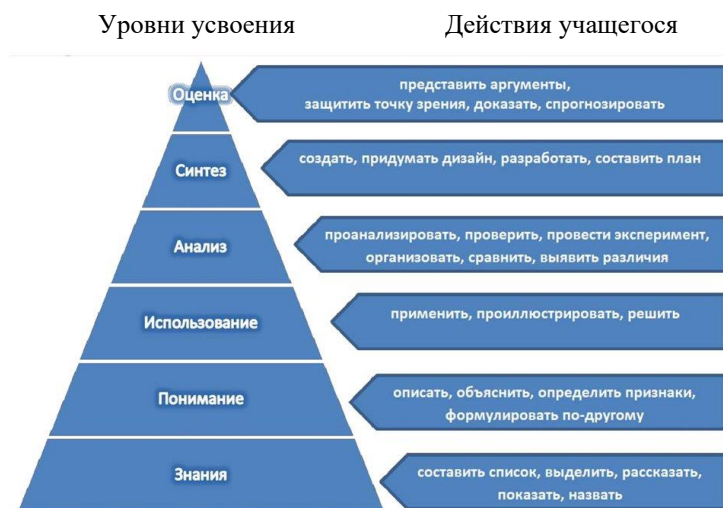 Уровни усвоения
Действия учащегося
Оценка
представить аргументы,
защитить точку зрения, доказать, спрогнозировать
Синтез
создать, придумать дизайн, разработать, составить план
Анализ
проанализировать, проверить, провести эксперимент,
организовать, сравнить, выявить различия
Использование
применить, проиллюстрировать, решить
Понимание
описать, объяснить, определить признаки,
формулировать по-другому
Знания
составить список, выделить, рассказать,
показать, назвать